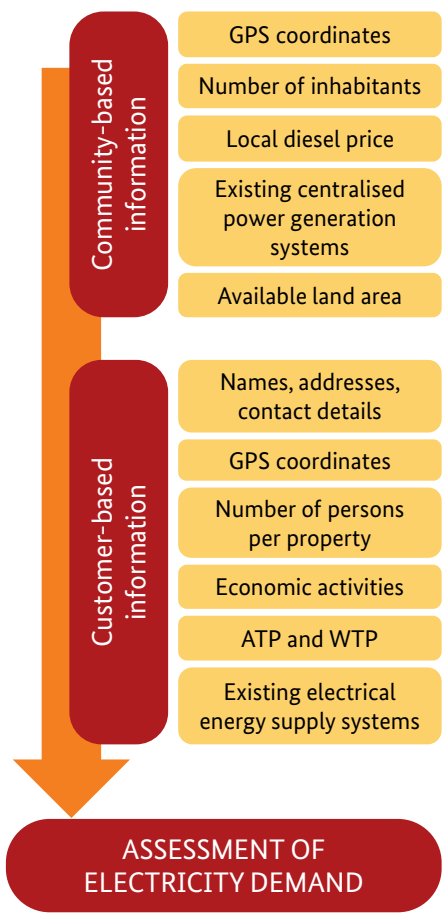 Community-based
information
GPS coordinates
Number of inhabitants
Local diesel price
Existing centralised
power generation
systems
Available land area
Customer-based
information
Names, addresses,
contact details
GPS coordinates
Number of persons
per property
Economic activities
ATP and WTP
Existing electrical
energy supply systems
ASSESSMENT OF
ELECTRICITY DEMAND